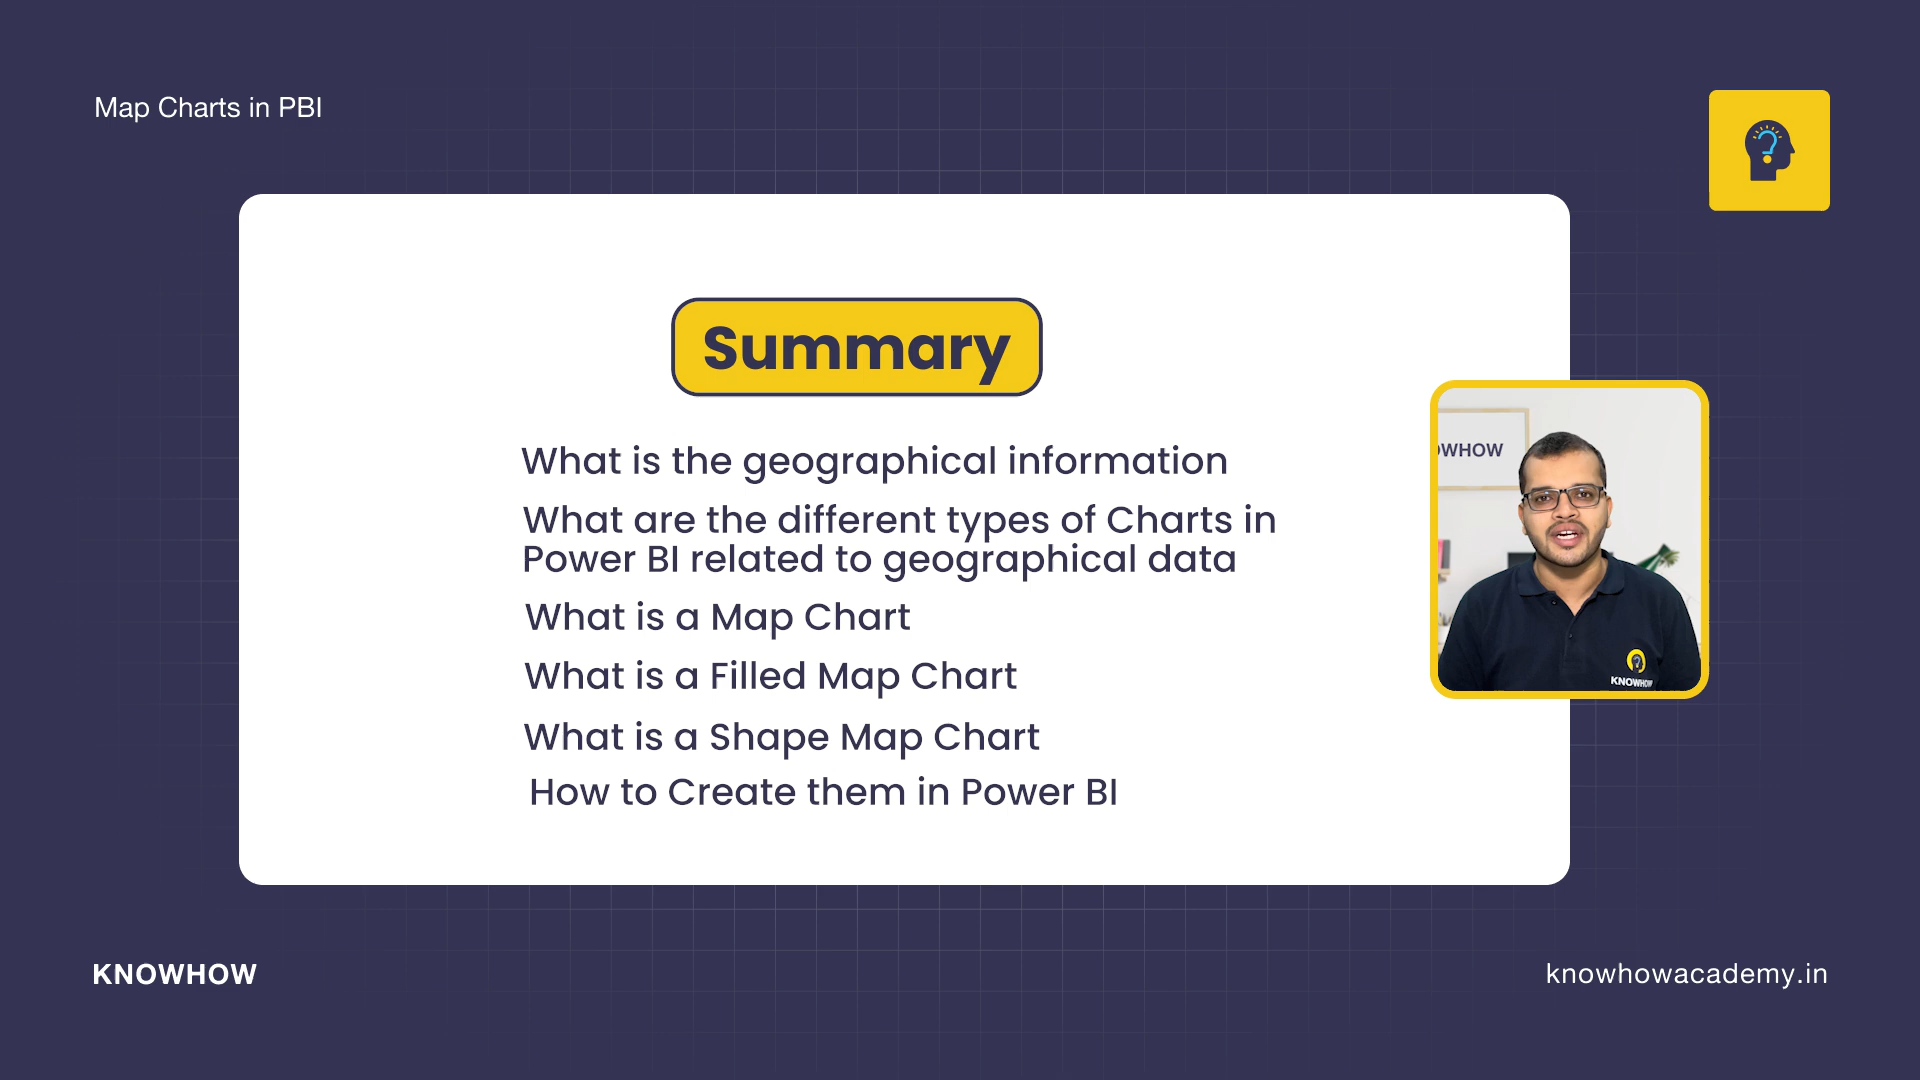 Map Charts in PBI
Summary
What is the geographical information
What are the different types of Charts in
Power BI related to geographical data
OWHOW
What is a Map Chart
What is a Filled Map Chart
What is a Shape Map Chart
How to Create them in Power BI
KNOWHOW
KNOWHOW
knowhowacademy.in